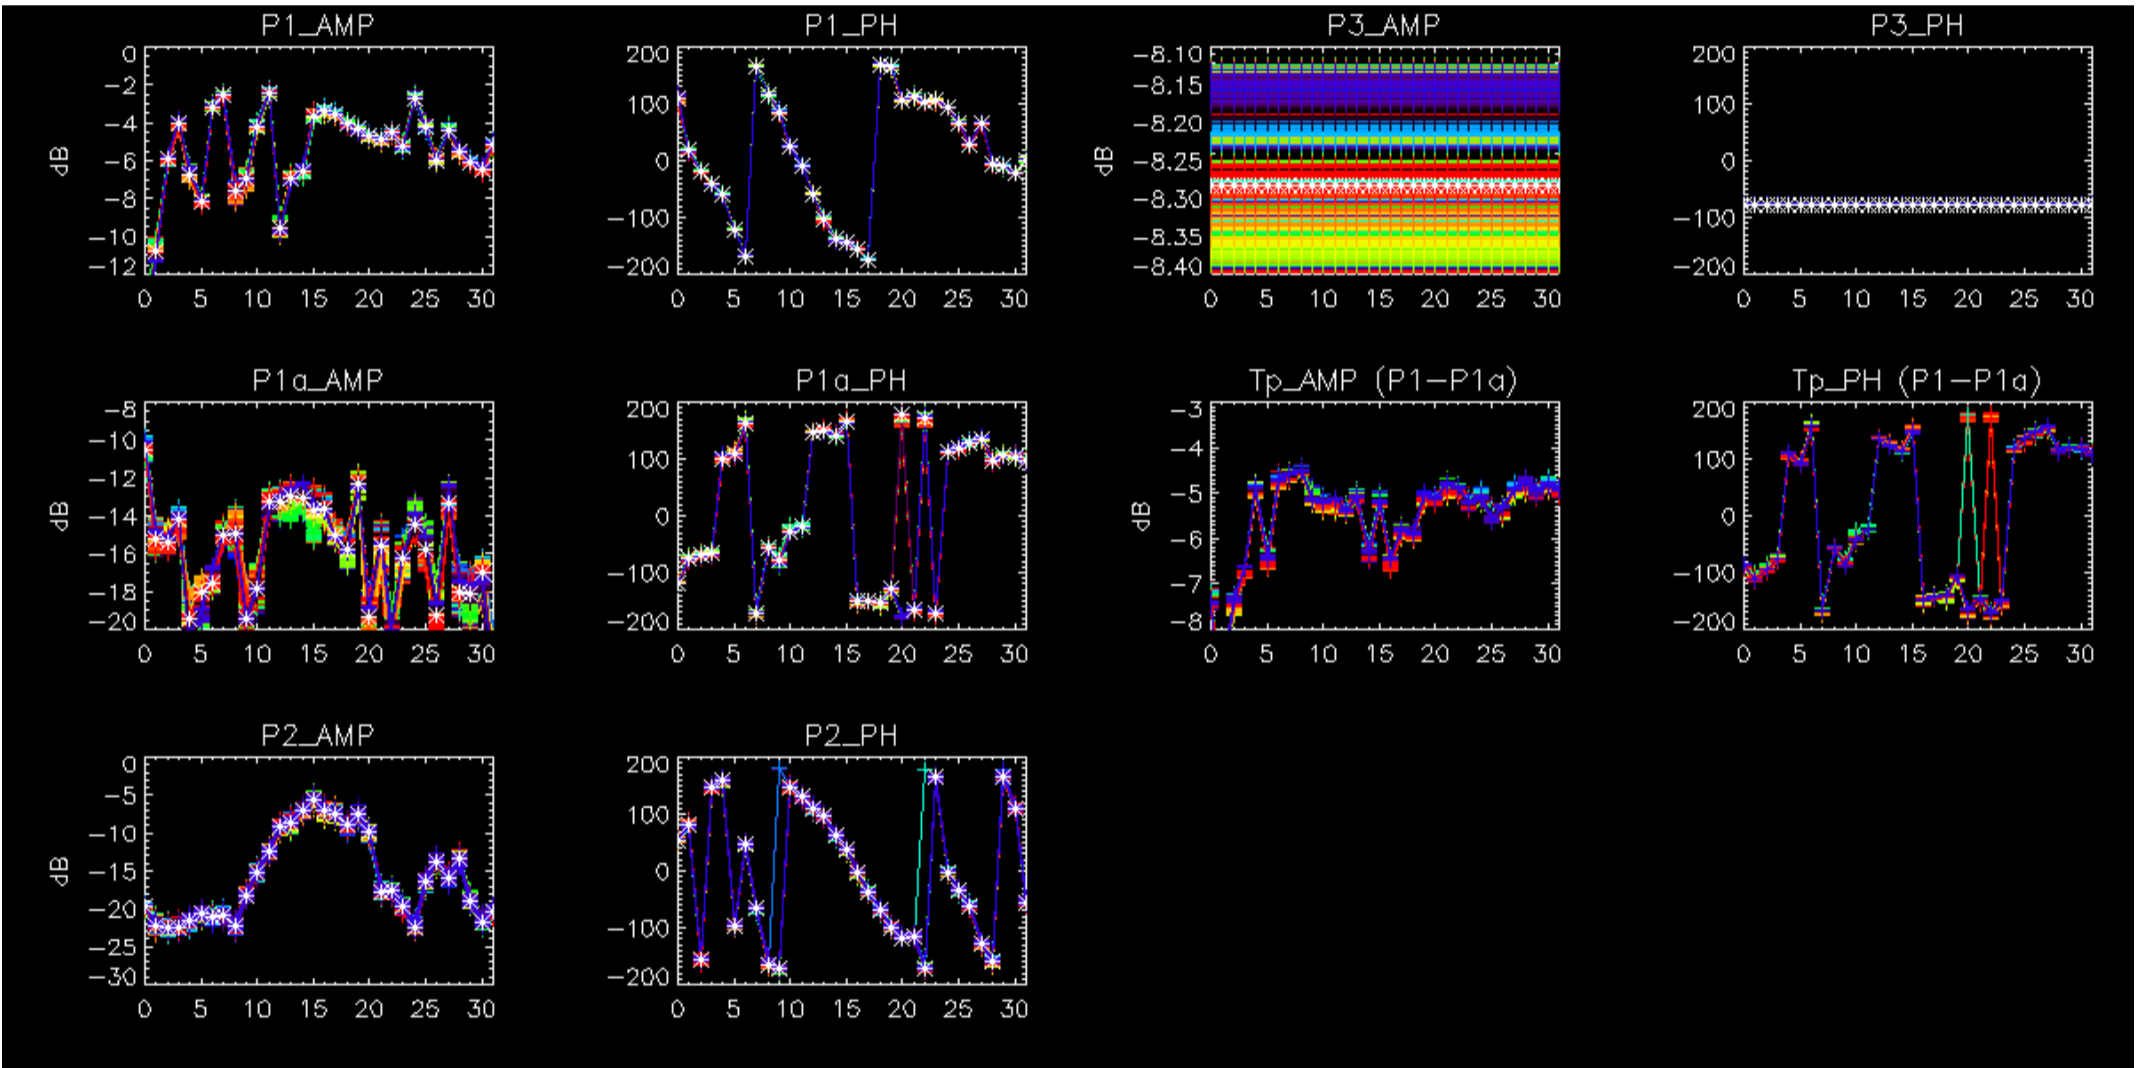 P1_AMP
P1_PH
P3_AMP
P3_PH
0
-2
-4
-6
-8
-10
-12
dB
0 5 10 15 20 25 30
200
100
0
-100
-200
0 5 10 15 20 25 30
-8.10
-8.15
-8.20
-8.25
-8.30
-8.35
-8.40
dB
0 5 10 15 20 25 30
200
100
0
-100
-200
0 5 10 15 20 25 30
P1a_AMP
P1a_PH
Tp_AMP (P1-P1a)
Tp_PH (P1-P1a)
-8
-10
-12
-14
-16
-18
-20
dB
0 5 10 15 20 25 30
200
100
0
-100
-200
0 5 10 15 20 25 30
-3
-4
-5
-6
-7
-8
dB
0 5 10 15 20 25 30
200
100
0
-100
-200
0 5 10 15 20 25 30
P2_AMP
P2_PH
0
-5
-10
-15
-20
-25
-30
dB
0 5 10 15 20 25 30
200
100
0
-100
-200
0 5 10 15 20 25 30